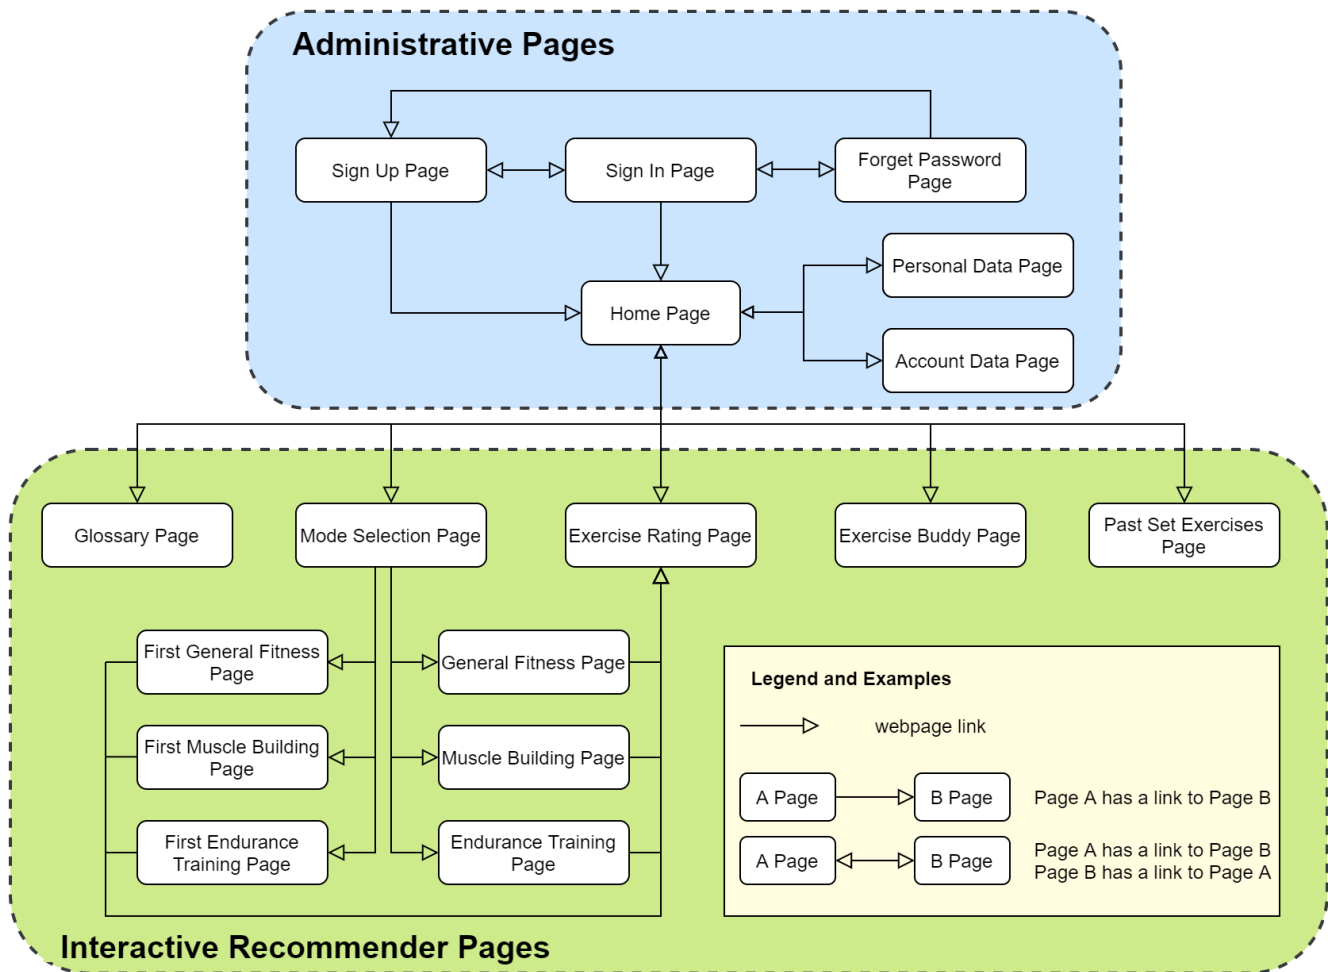 Administrative Pages
Sign Up Page
Sign In Page
Forget Password
Page
Personal Data Page
Home Page
Account Data Page
Glossary Page
Mode Selection Page
Exercise Rating Page
Exercise Buddy Page
Past Set Exercises
Page
First General Fitness
Page
General Fitness Page
First Muscle Building
Page
Muscle Building Page
First Endurance
Training Page
Endurance Training
Page
Legend and Examples
webpage link
A Page
B Page
Page A has a link to Page B
A Page
B Page
Page A has a link to Page B
Page B has a link to Page A
Interactive Recommender Pages